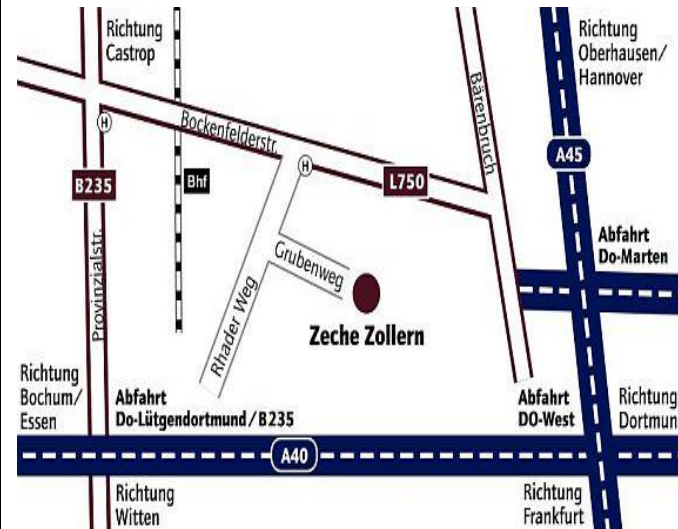 Richtung
Castrop
Richtung
Oberhausen/
Hannover
H
Bockenfelderstr.
Bärenbruch
A45
H
B235
Bhf
L750
Provinzialstr.
Grubenweg
Abfahrt
Do-Marten
Rhader Weg
Zeche Zollern
Richtung
Bochum/
Essen
Abfahrt
Do-Lütgendortmund/B235
Abfahrt
DO-West
Richtung
Dortmun
A40
Richtung
Witten
Richtung
Frankfurt